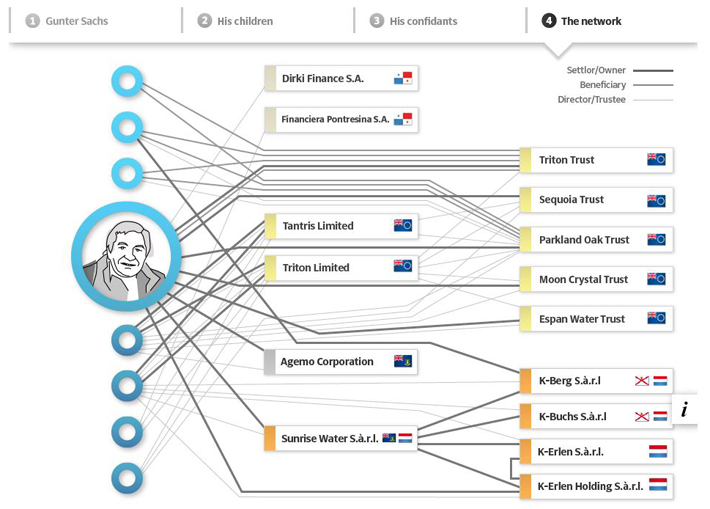 1 Gunter Sachs
2 His children
3 His confidants
4 The network
Settlor/Owner
Beneficiary
Director/Trustee
Dirki Finance S.A.
Financiera Pontresina S.A.
Triton Trust
Sequoia Trust
Tantris Limited
Parkland Oak Trust
Triton Limited
Moon Crystal Trust
Espan Water Trust
Agemo Corporation
K-Berg S.à.r.l
K-Buchs S.à.r.l
i
Sunrise Water S.à.r.l.
K-Erlen S.à.r.l.
K-Erlen Holding S.à.r.l.